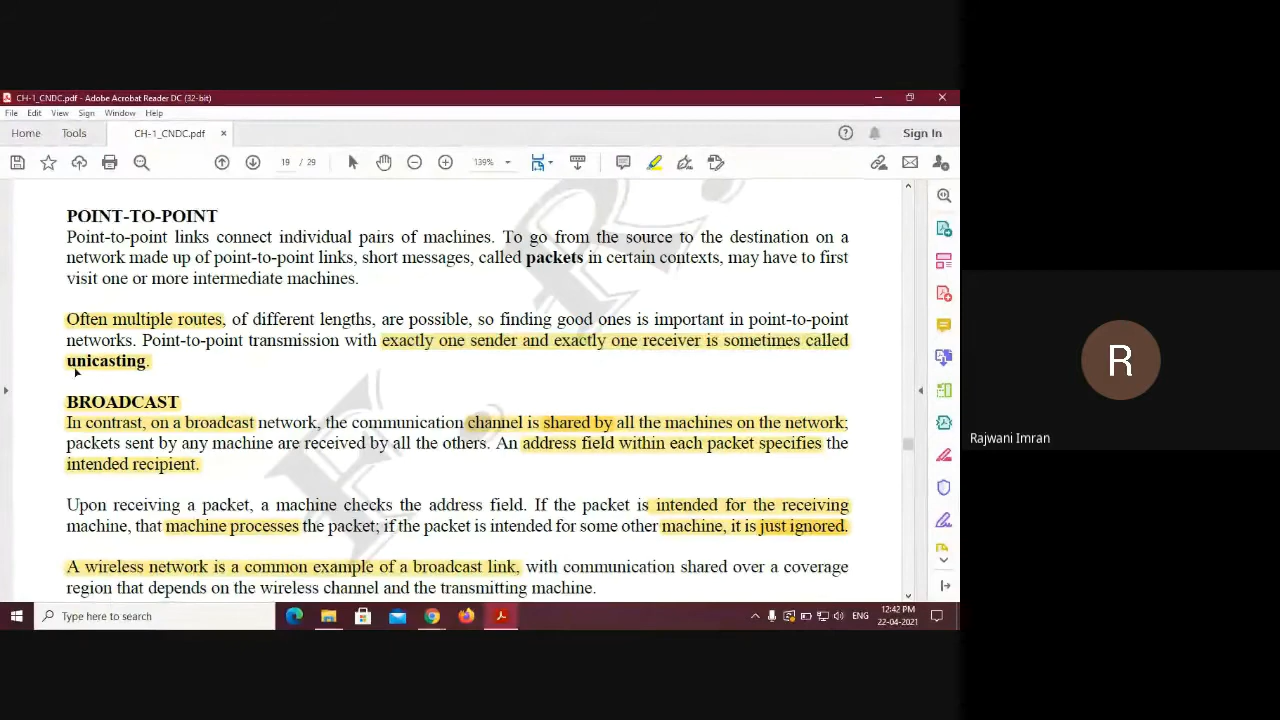 CH-1_CNDC.pdf - Adobe Acrobat Reader DC (32-bit)
File Edit View Sign Window Help
Home Tools CH-1_CNDC.pdf × Sign In
19 / 29 139%
POINT-TO-POINT
Point-to-point links connect individual pairs of machines. To go from the source to the destination on a
network made up of point-to-point links, short messages, called packets in certain contexts, may have to first
visit one or more intermediate machines.
Often multiple routes, of different lengths, are possible, so finding good ones is important in point-to-point
networks. Point-to-point transmission with exactly one sender and exactly one receiver is sometimes called
unicasting.
BROADCAST
In contrast, on a broadcast network, the communication channel is shared by all the machines on the network;
packets sent by any machine are received by all the others. An address field within each packet specifies the
intended recipient.
Upon receiving a packet, a machine checks the address field. If the packet is intended for the receiving
machine, that machine processes the packet; if the packet is intended for some other machine, it is just ignored.
A wireless network is a common example of a broadcast link, with communication shared over a coverage
region that depends on the wireless channel and the transmitting machine.
R
Rajwani Imran
Type here to search
ENG
12:42 PM
22-04-2021